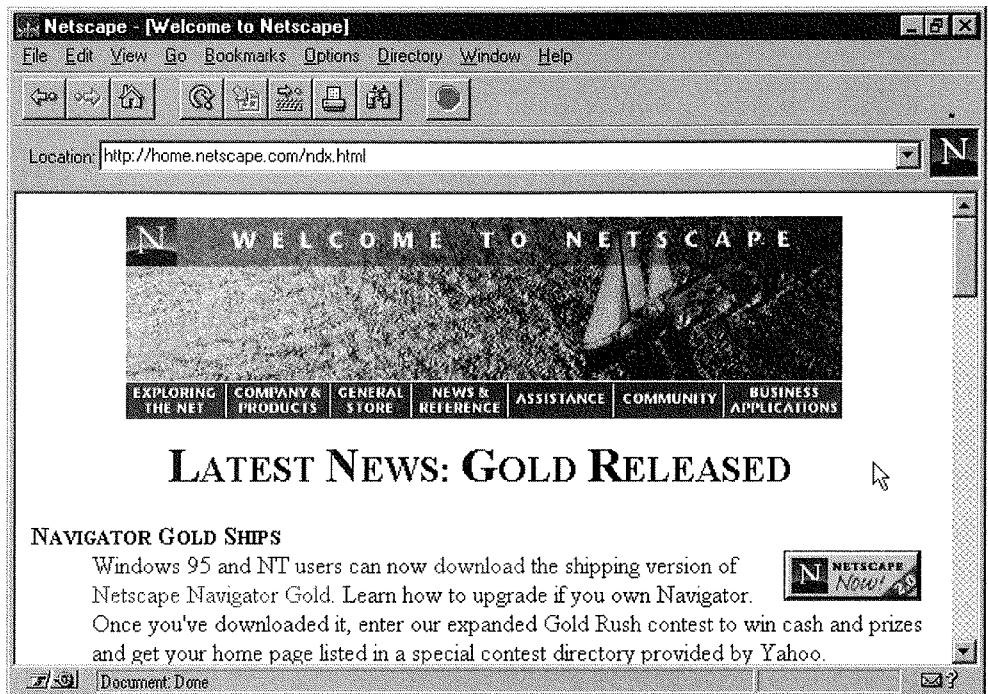 Netscape - [Welcome to Netscape]
File Edit View Go Bookmarks Options Directory Window Help
Location: http://home.netscape.com/ndx.html
N
N WELCOME TO NETSCAPE
EXPLORING THE NET
COMPANY & PRODUCTS
GENERAL STORE
NEWS & REFERENCE
ASSISTANCE
COMMUNITY
BUSINESS APPLICATIONS
LATEST NEWS: GOLD RELEASED
NAVIGATOR GOLD SHIPS
Windows 95 and NT users can now download the shipping version of
Netscape Navigator Gold. Learn how to upgrade if you own Navigator.
Once you've downloaded it, enter our expanded Gold Rush contest to win cash and prizes
and get your home page listed in a special contest directory provided by Yahoo.
N NETSCAPE
Now! 2.0
Document: Done
?